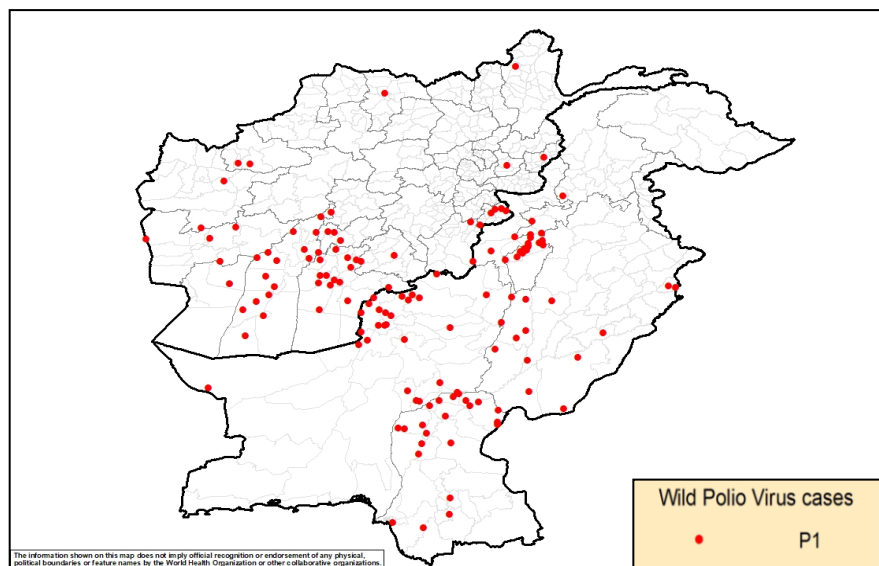 Wild Polio Virus cases
P1
The information shown on this map does not imply official recognition or endorsement of any physical,
political boundaries or feature names by the World Health Organization or other collaborative organizations.